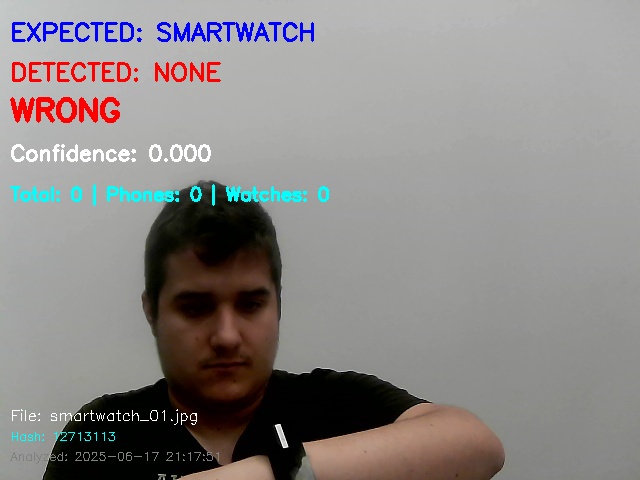 EXPECTED: SMARTWATCH
DETECTED: NONE
WRONG
Confidence: 0.000
Total: 0 | Phones: 0 | Watches: 0
File: smartwatch_01.jpg
Hash: 12713113
Analyzed: 2025-06-17 21:17:51